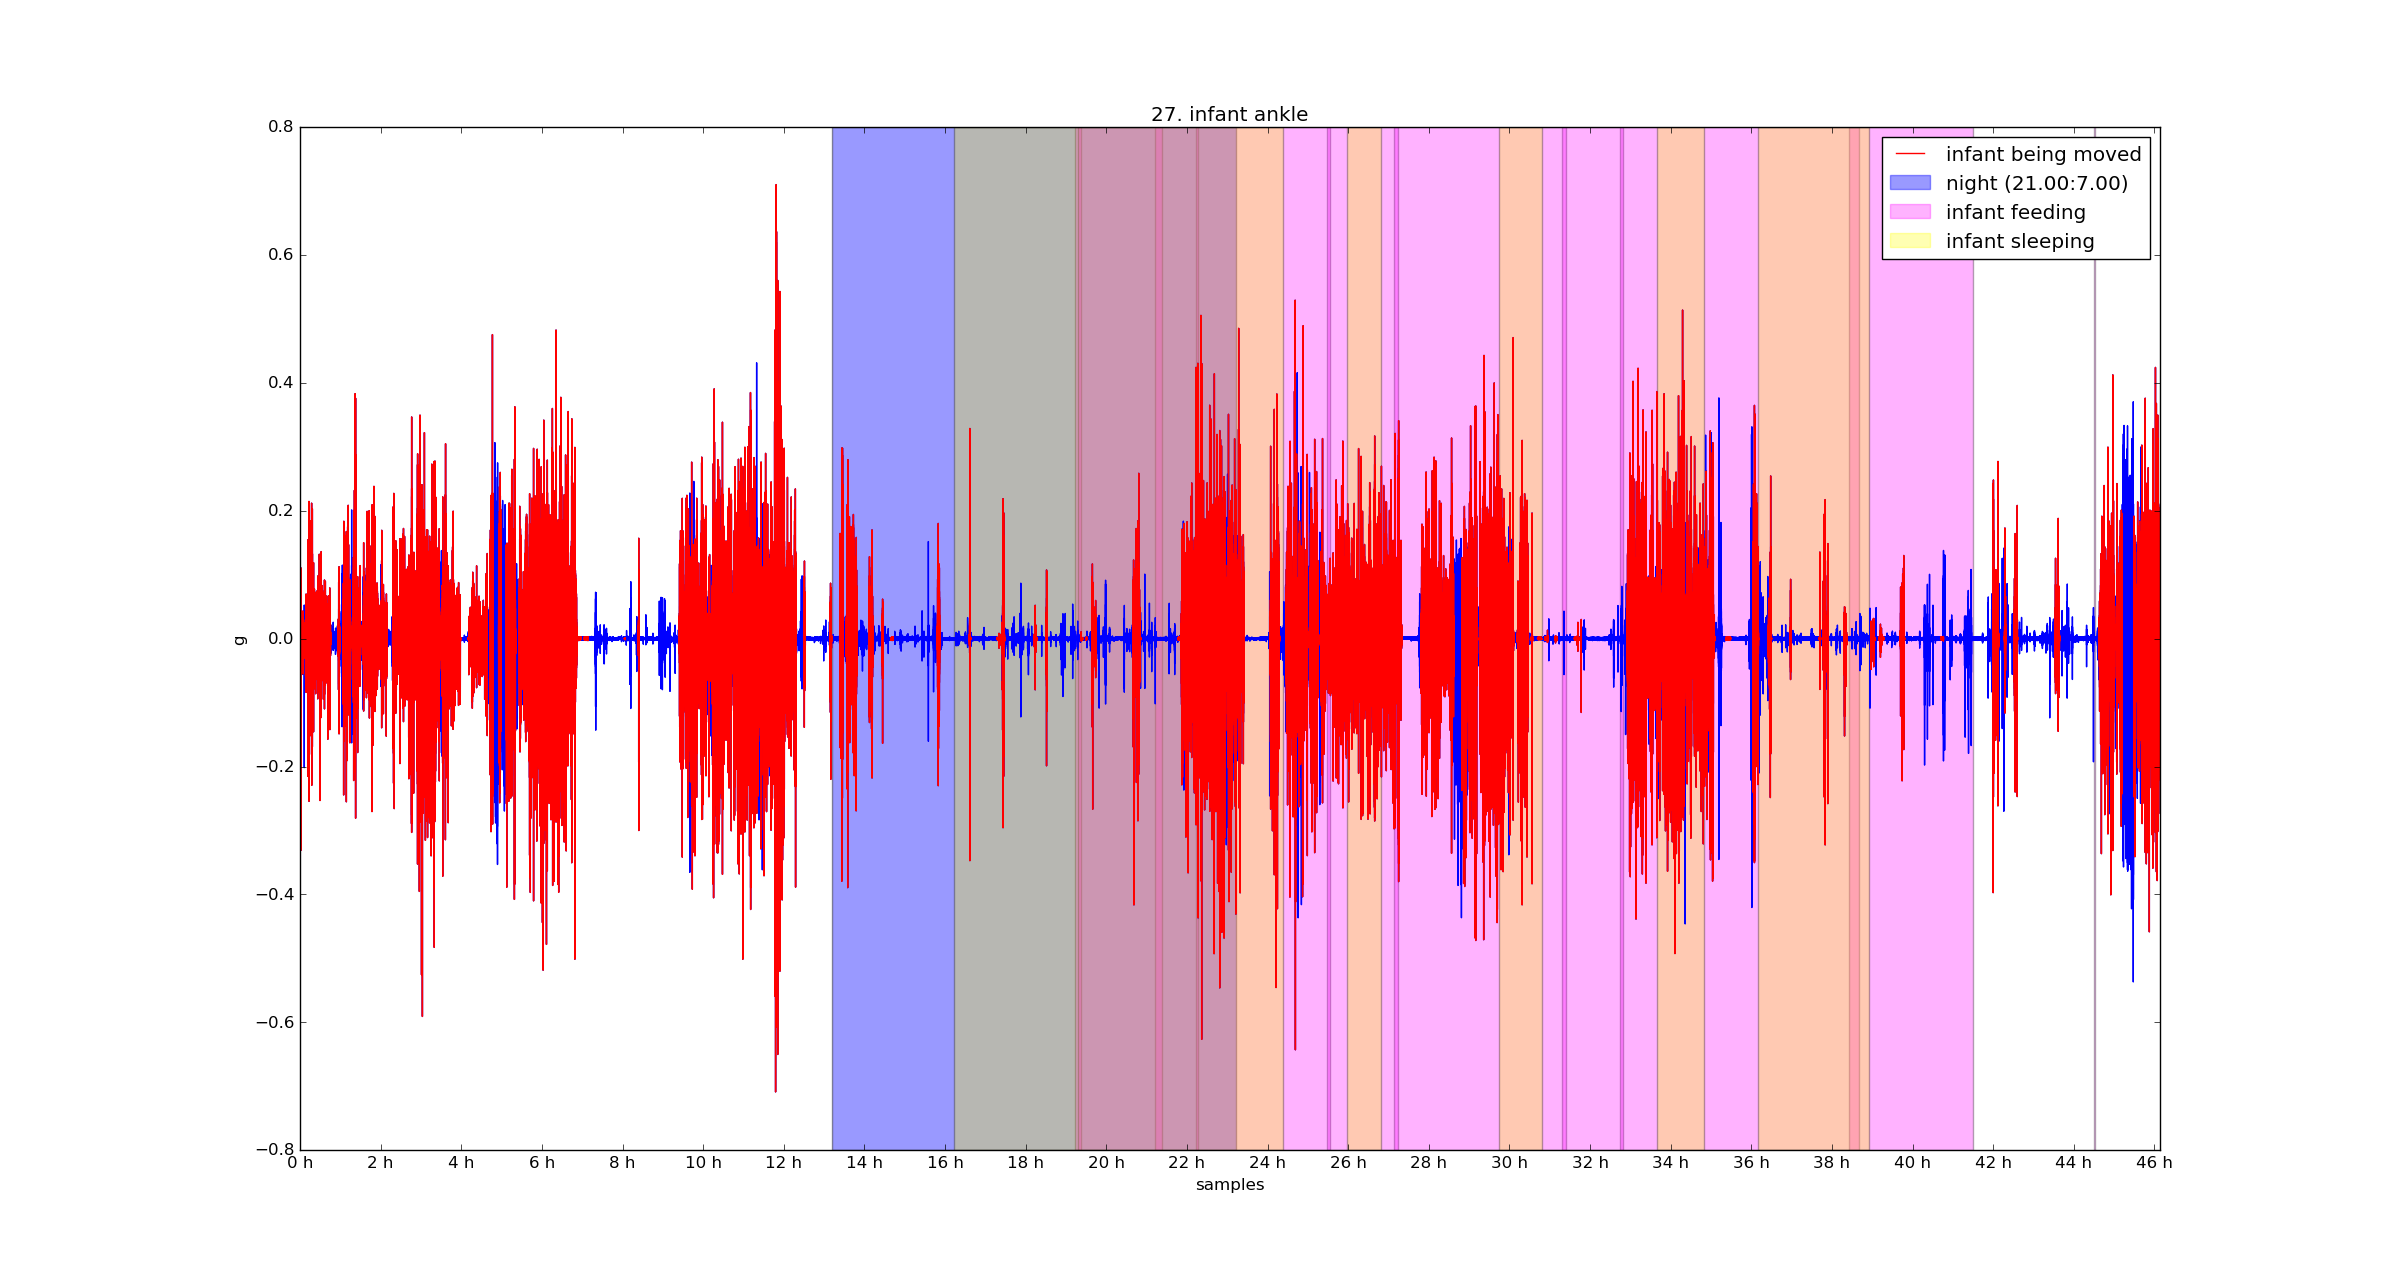 27. infant ankle
infant being moved
night (21.00:7.00)
infant feeding
infant sleeping
0.8
0.6
0.4
0.2
0.0
−0.2
−0.4
−0.6
−0.8
g
0 h 2 h 4 h 6 h 8 h 10 h 12 h 14 h 16 h 18 h 20 h 22 h 24 h 26 h 28 h 30 h 32 h 34 h 36 h 38 h 40 h 42 h 44 h 46 h
samples